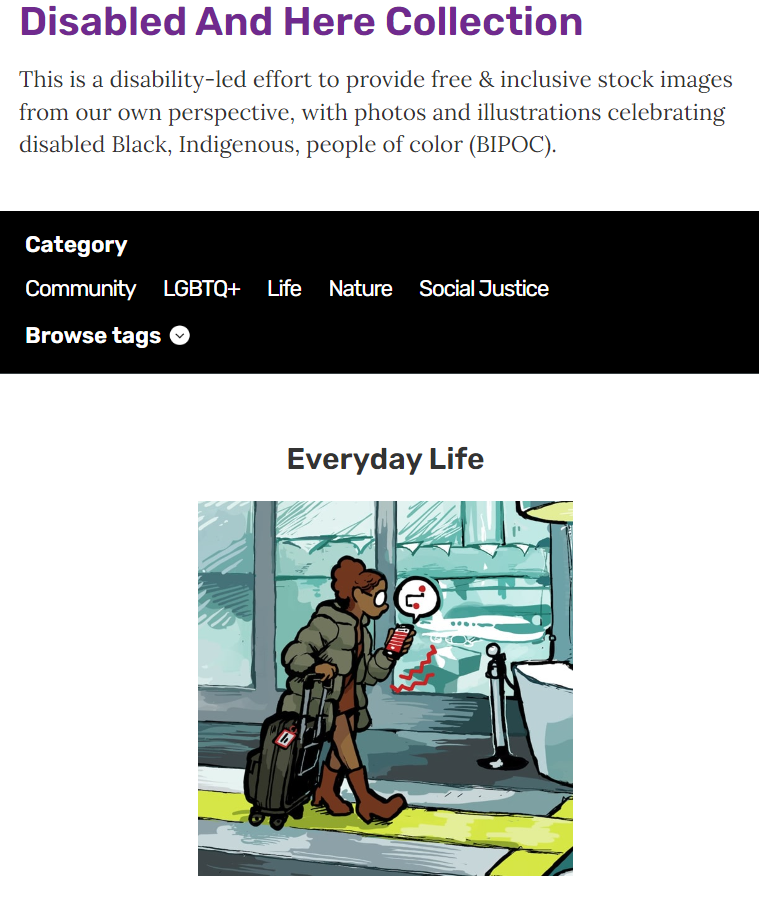 Disabled And Here Collection
This is a disability-led effort to provide free & inclusive stock images
from our own perspective, with photos and illustrations celebrating
disabled Black, Indigenous, people of color (BIPOC).
Category
Community LGBTQ+ Life Nature Social Justice
Browse tags
Everyday Life